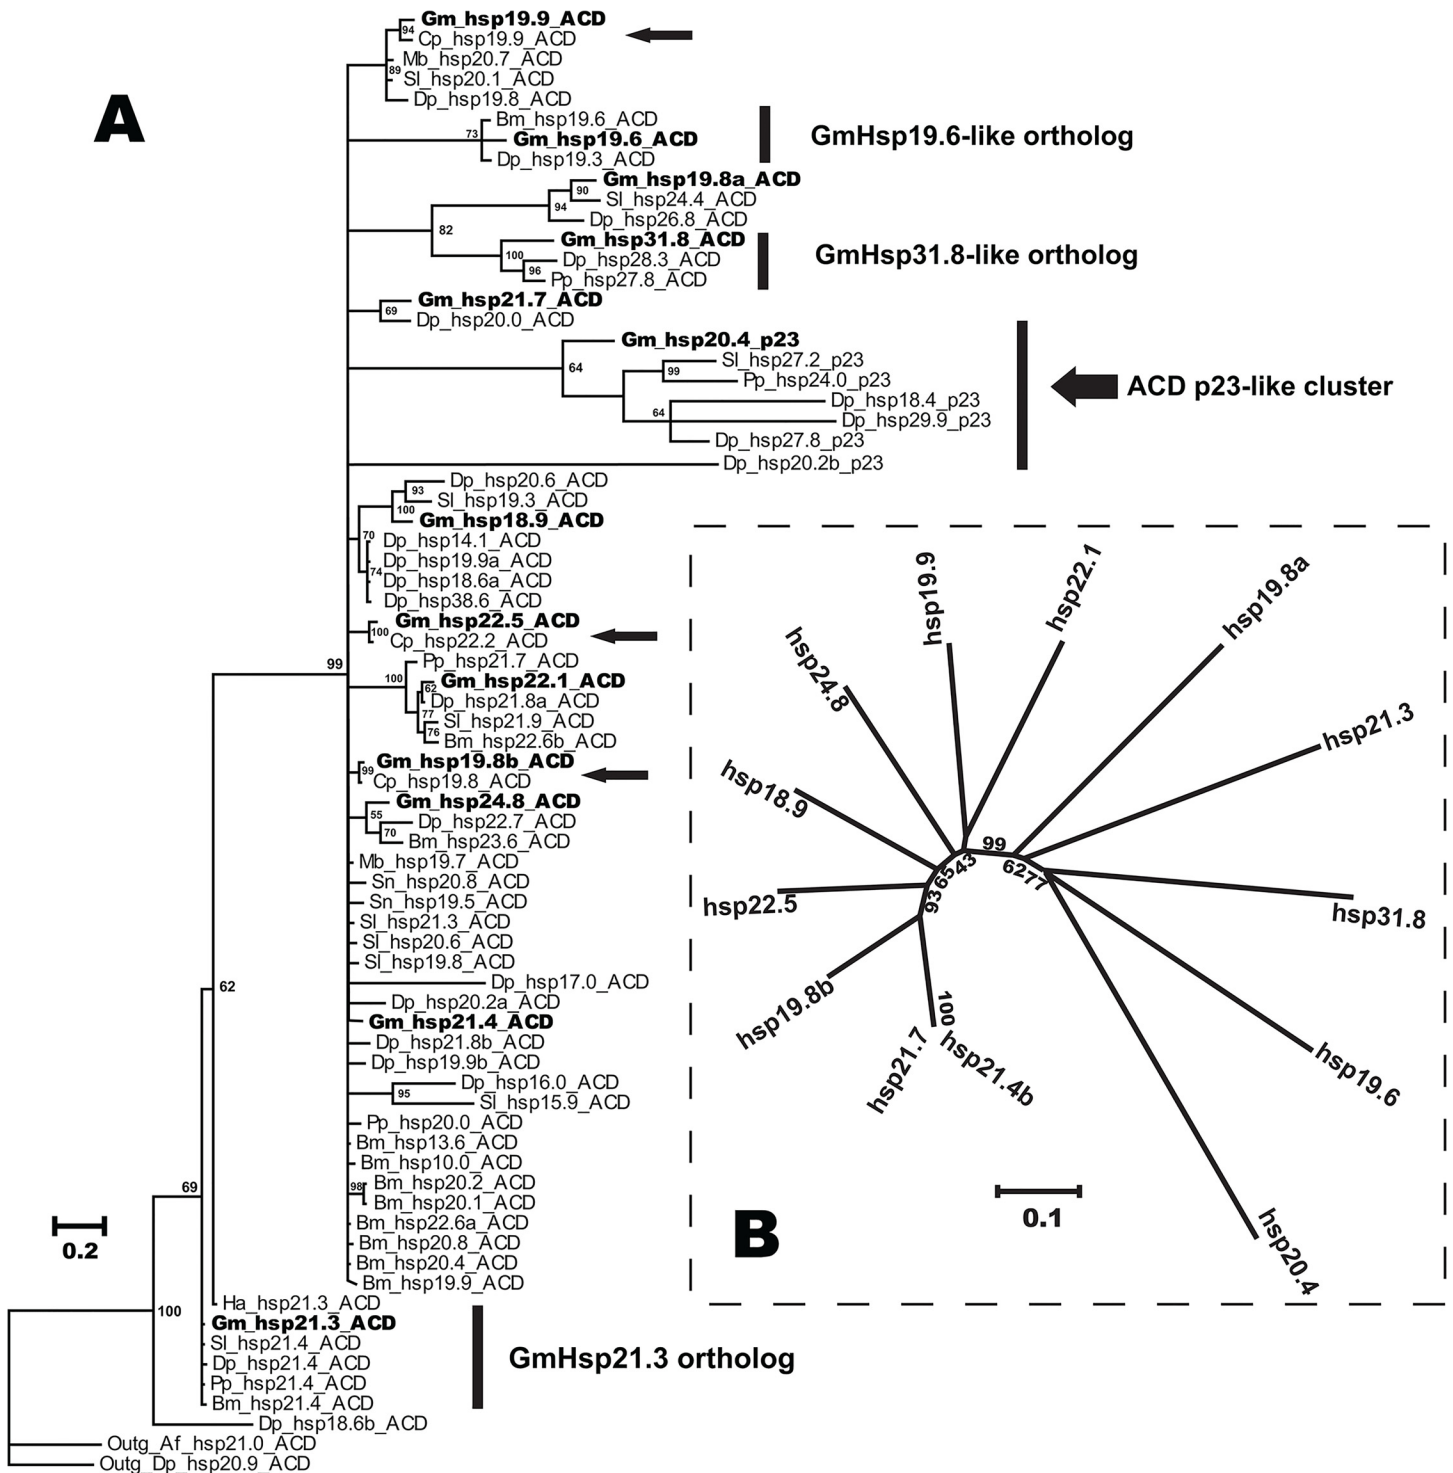 A
Gm_hsp19.9_ACD
94
Cp_hsp19.9_ACD
Mb_hsp20.7_ACD
89
Sl_hsp20.1_ACD
Dp_hsp19.8_ACD
Bm_hsp19.6_ACD
73
Gm_hsp19.6_ACD
Dp_hsp19.3_ACD
GmHsp19.6-like ortholog
Gm_hsp19.8a_ACD
90
Sl_hsp24.4_ACD
94
Dp_hsp26.8_ACD
82
Gm_hsp31.8_ACD
100
Dp_hsp28.3_ACD
96
Pp_hsp27.8_ACD
GmHsp31.8-like ortholog
Gm_hsp21.7_ACD
69
Dp_hsp20.0_ACD
Gm_hsp20.4_p23
64
Sl_hsp27.2_p23
99
Pp_hsp24.0_p23
Dp_hsp18.4_p23
64
Dp_hsp29.9_p23
Dp_hsp27.8_p23
Dp_hsp20.2b_p23
ACD p23-like cluster
Dp_hsp20.6_ACD
93
Sl_hsp19.3_ACD
100
Gm_hsp18.9_ACD
70
Dp_hsp14.1_ACD
Dp_hsp19.9a_ACD
74
Dp_hsp18.6a_ACD
Dp_hsp38.6_ACD
Gm_hsp22.5_ACD
100
Cp_hsp22.2_ACD
99
Pp_hsp21.7_ACD
100
Gm_hsp22.1_ACD
62
Dp_hsp21.8a_ACD
77
Sl_hsp21.9_ACD
76
Bm_hsp22.6b_ACD
Gm_hsp19.8b_ACD
99
Cp_hsp19.8_ACD
Gm_hsp24.8_ACD
55
Dp_hsp22.7_ACD
70
Bm_hsp23.6_ACD
Mb_hsp19.7_ACD
Sn_hsp20.8_ACD
Sn_hsp19.5_ACD
Sl_hsp21.3_ACD
Sl_hsp20.6_ACD
Sl_hsp19.8_ACD
Dp_hsp17.0_ACD
62
Dp_hsp20.2a_ACD
Gm_hsp21.4_ACD
Dp_hsp21.8b_ACD
Dp_hsp19.9b_ACD
Dp_hsp16.0_ACD
95
Sl_hsp15.9_ACD
Pp_hsp20.0_ACD
Bm_hsp13.6_ACD
Bm_hsp10.0_ACD
69
98
Bm_hsp20.2_ACD
Bm_hsp20.1_ACD
Bm_hsp22.6a_ACD
Bm_hsp20.8_ACD
Bm_hsp20.4_ACD
Bm_hsp19.9_ACD
0.2
Ha_hsp21.3_ACD
100
Gm_hsp21.3_ACD
Sl_hsp21.4_ACD
Dp_hsp21.4_ACD
Pp_hsp21.4_ACD
Bm_hsp21.4_ACD
GmHsp21.3 ortholog
Dp_hsp18.6b_ACD
Outg_Af_hsp21.0_ACD
Outg_Dp_hsp20.9_ACD
B
hsp19.9
hsp22.1
hsp19.8a
hsp24.8
hsp21.3
hsp18.9
99
43
62
77
65
93
hsp22.5
hsp31.8
hsp19.8b
100
hsp21.7
hsp21.4b
hsp19.6
hsp20.4
0.1